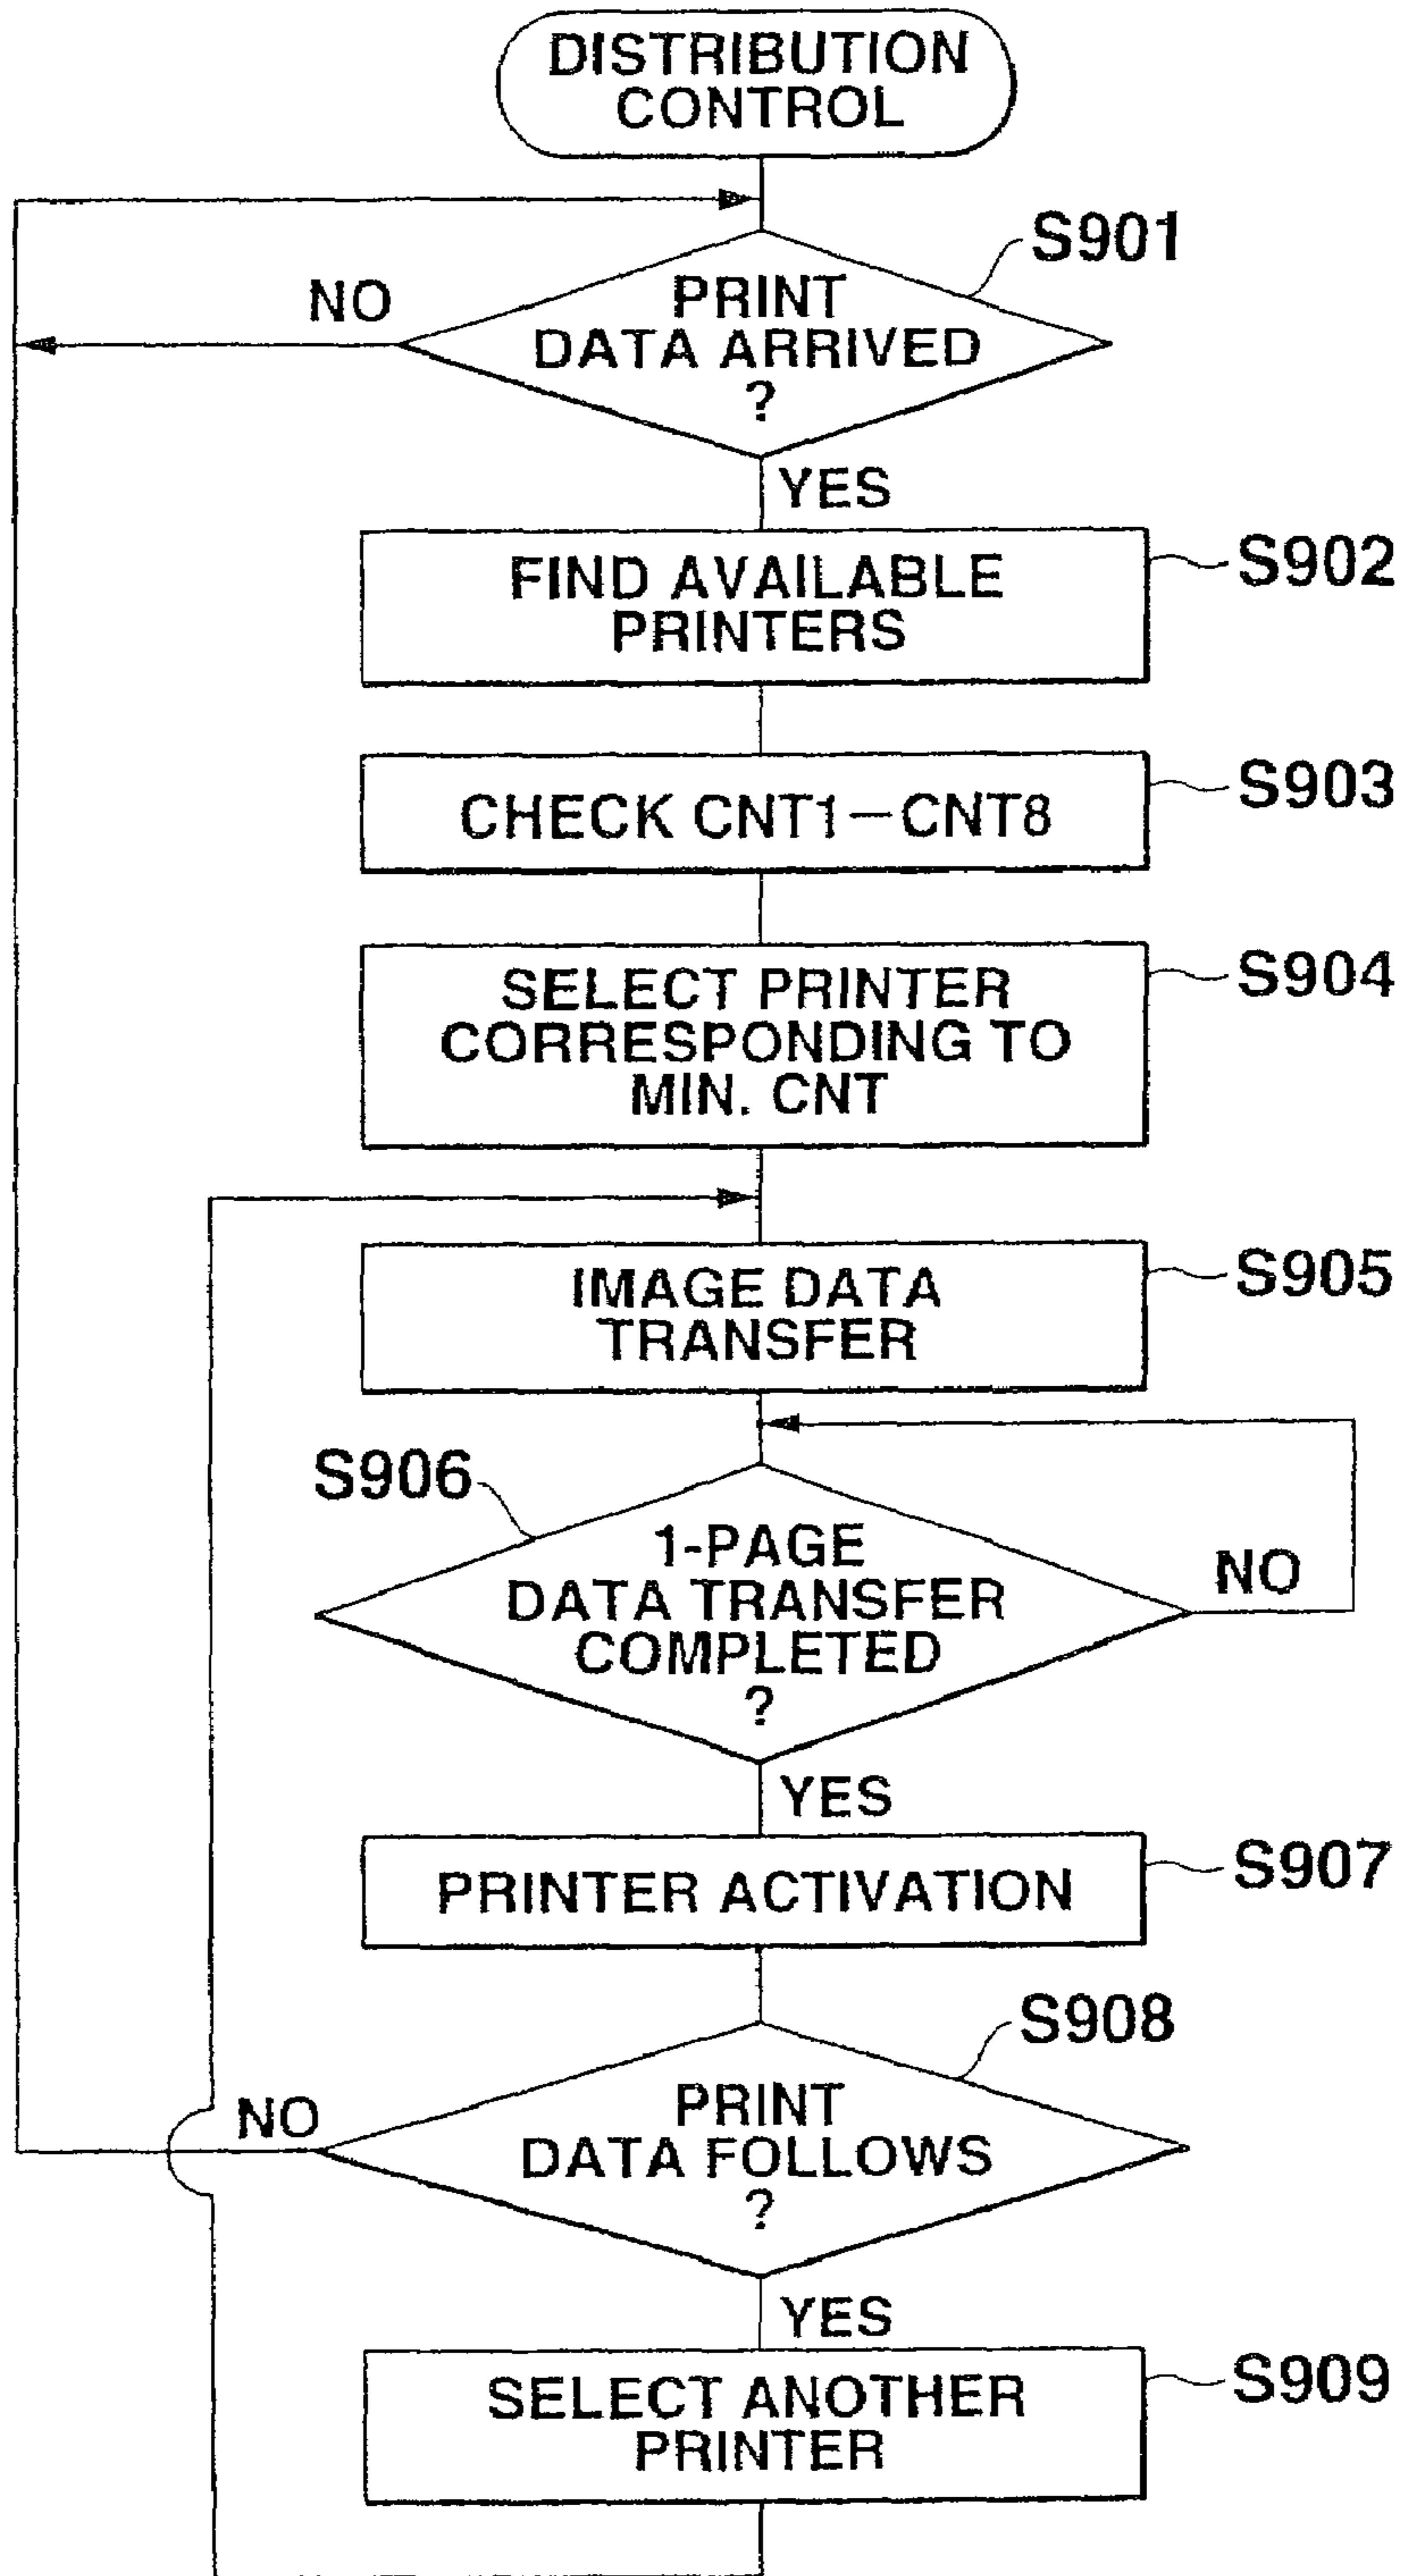 DISTRIBUTION
CONTROL
S901
NO
PRINT
DATA ARRIVED
?
YES
S902
FIND AVAILABLE
PRINTERS
S903
CHECK CNT1—CNT8
S904
SELECT PRINTER
CORRESPONDING TO
MIN. CNT
S905
IMAGE DATA
TRANSFER
S906
1-PAGE
DATA TRANSFER
COMPLETED
?
NO
YES
S907
PRINTER ACTIVATION
S908
NO
PRINT
DATA FOLLOWS
?
YES
S909
SELECT ANOTHER
PRINTER